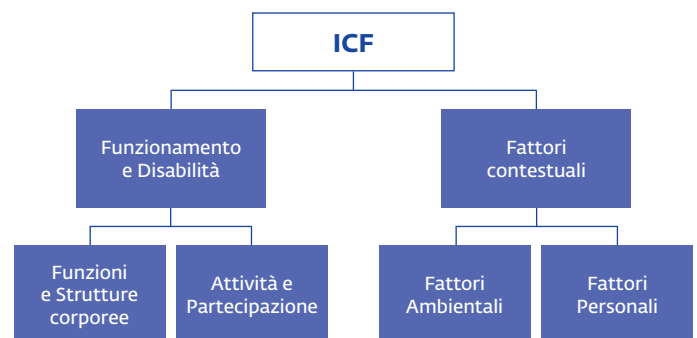 ICF
Funzionamento
e Disabilità
Fattori
contestuali
Funzioni
e Strutture
corporee
Attività e
Partecipazione
Fattori
Ambientali
Fattori
Personali